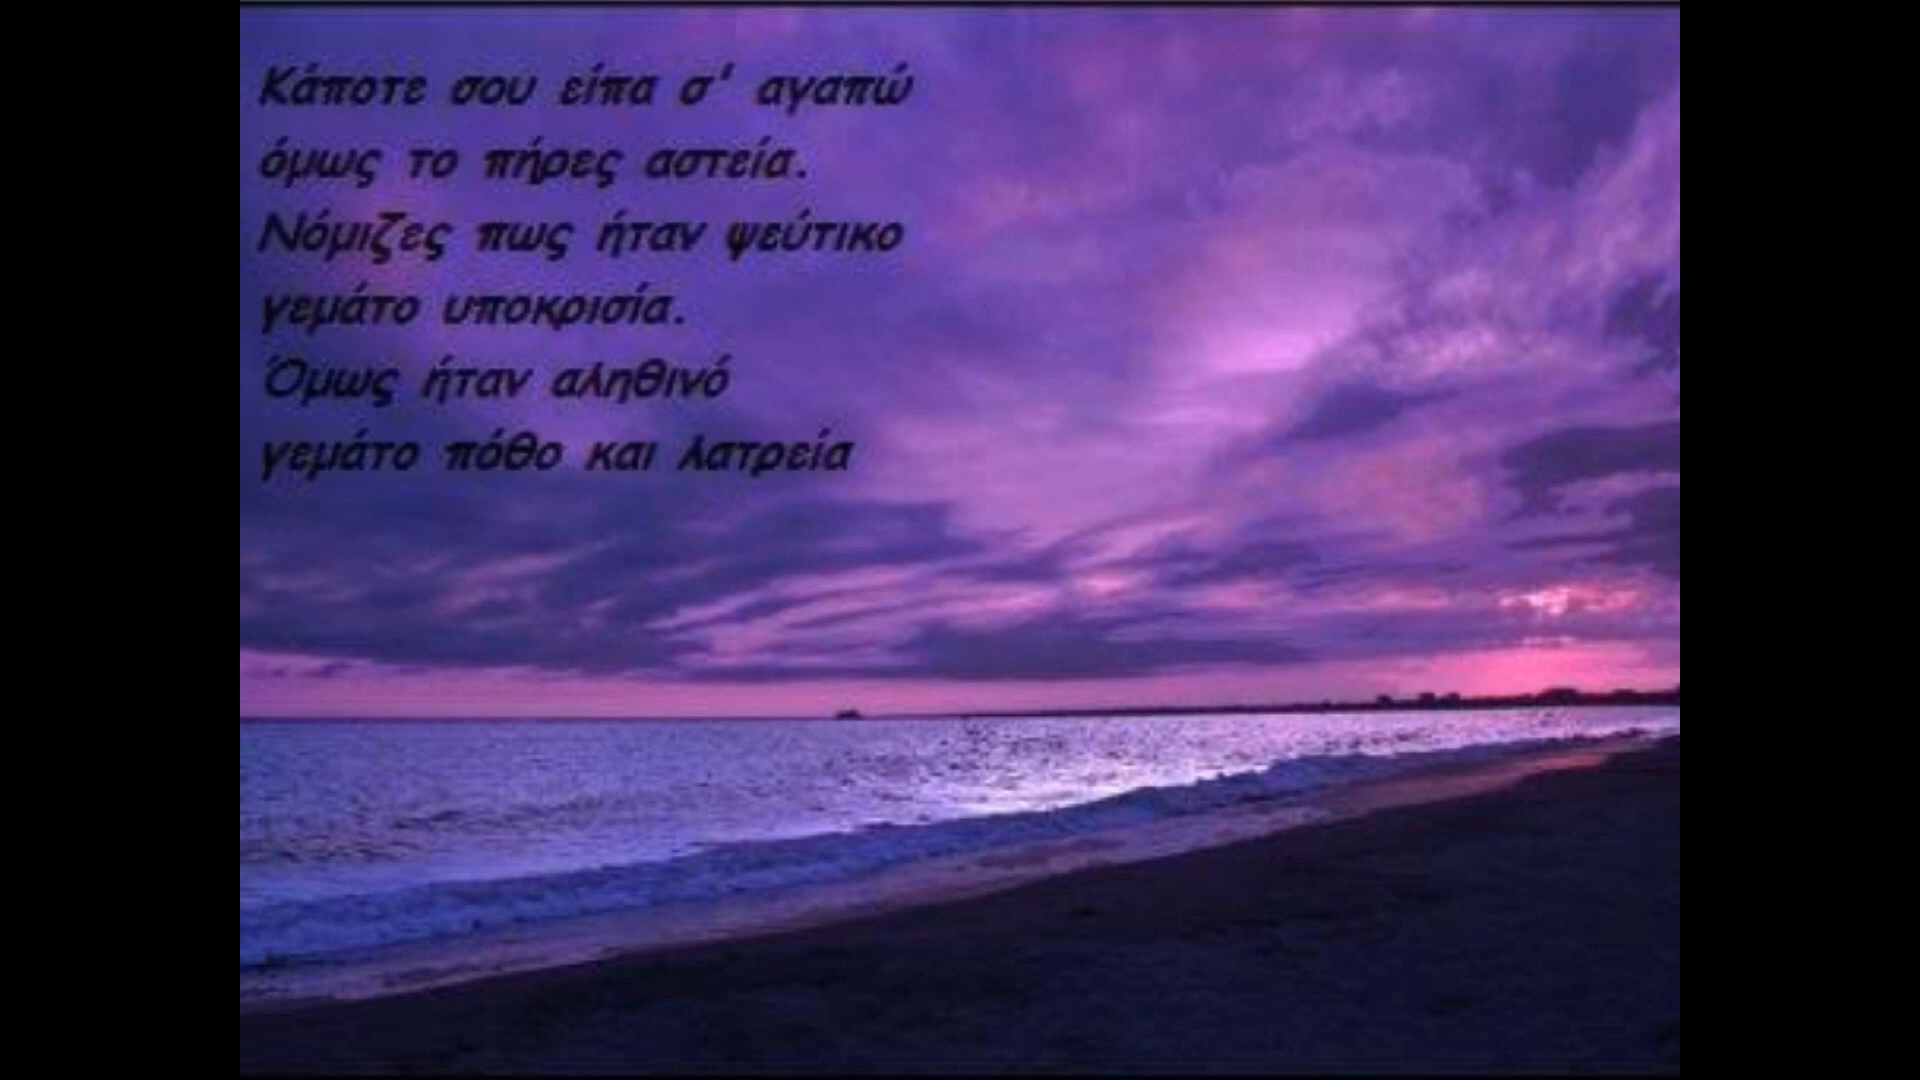 Κάποτε σου είπα σ' αγαπώ
όμως το πήρες αστεία.
Νόμιζες πως ήταν ψεύτικο
γεμάτο υποκρισία.
Όμως ήταν αληθινό
γεμάτο πόθο και λατρεία